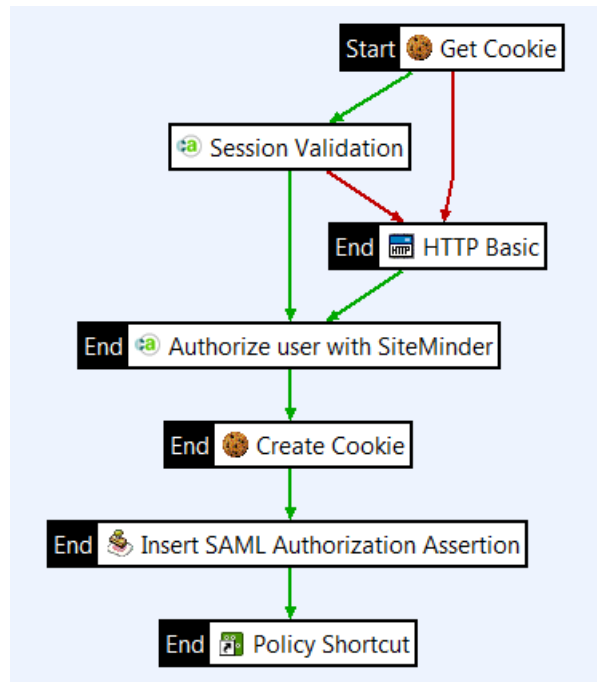 Start Get Cookie
Session Validation
End HTTP HTTP Basic
End a Authorize user with SiteMinder
End Create Cookie
End Insert SAML Authorization Assertion
End Policy Shortcut